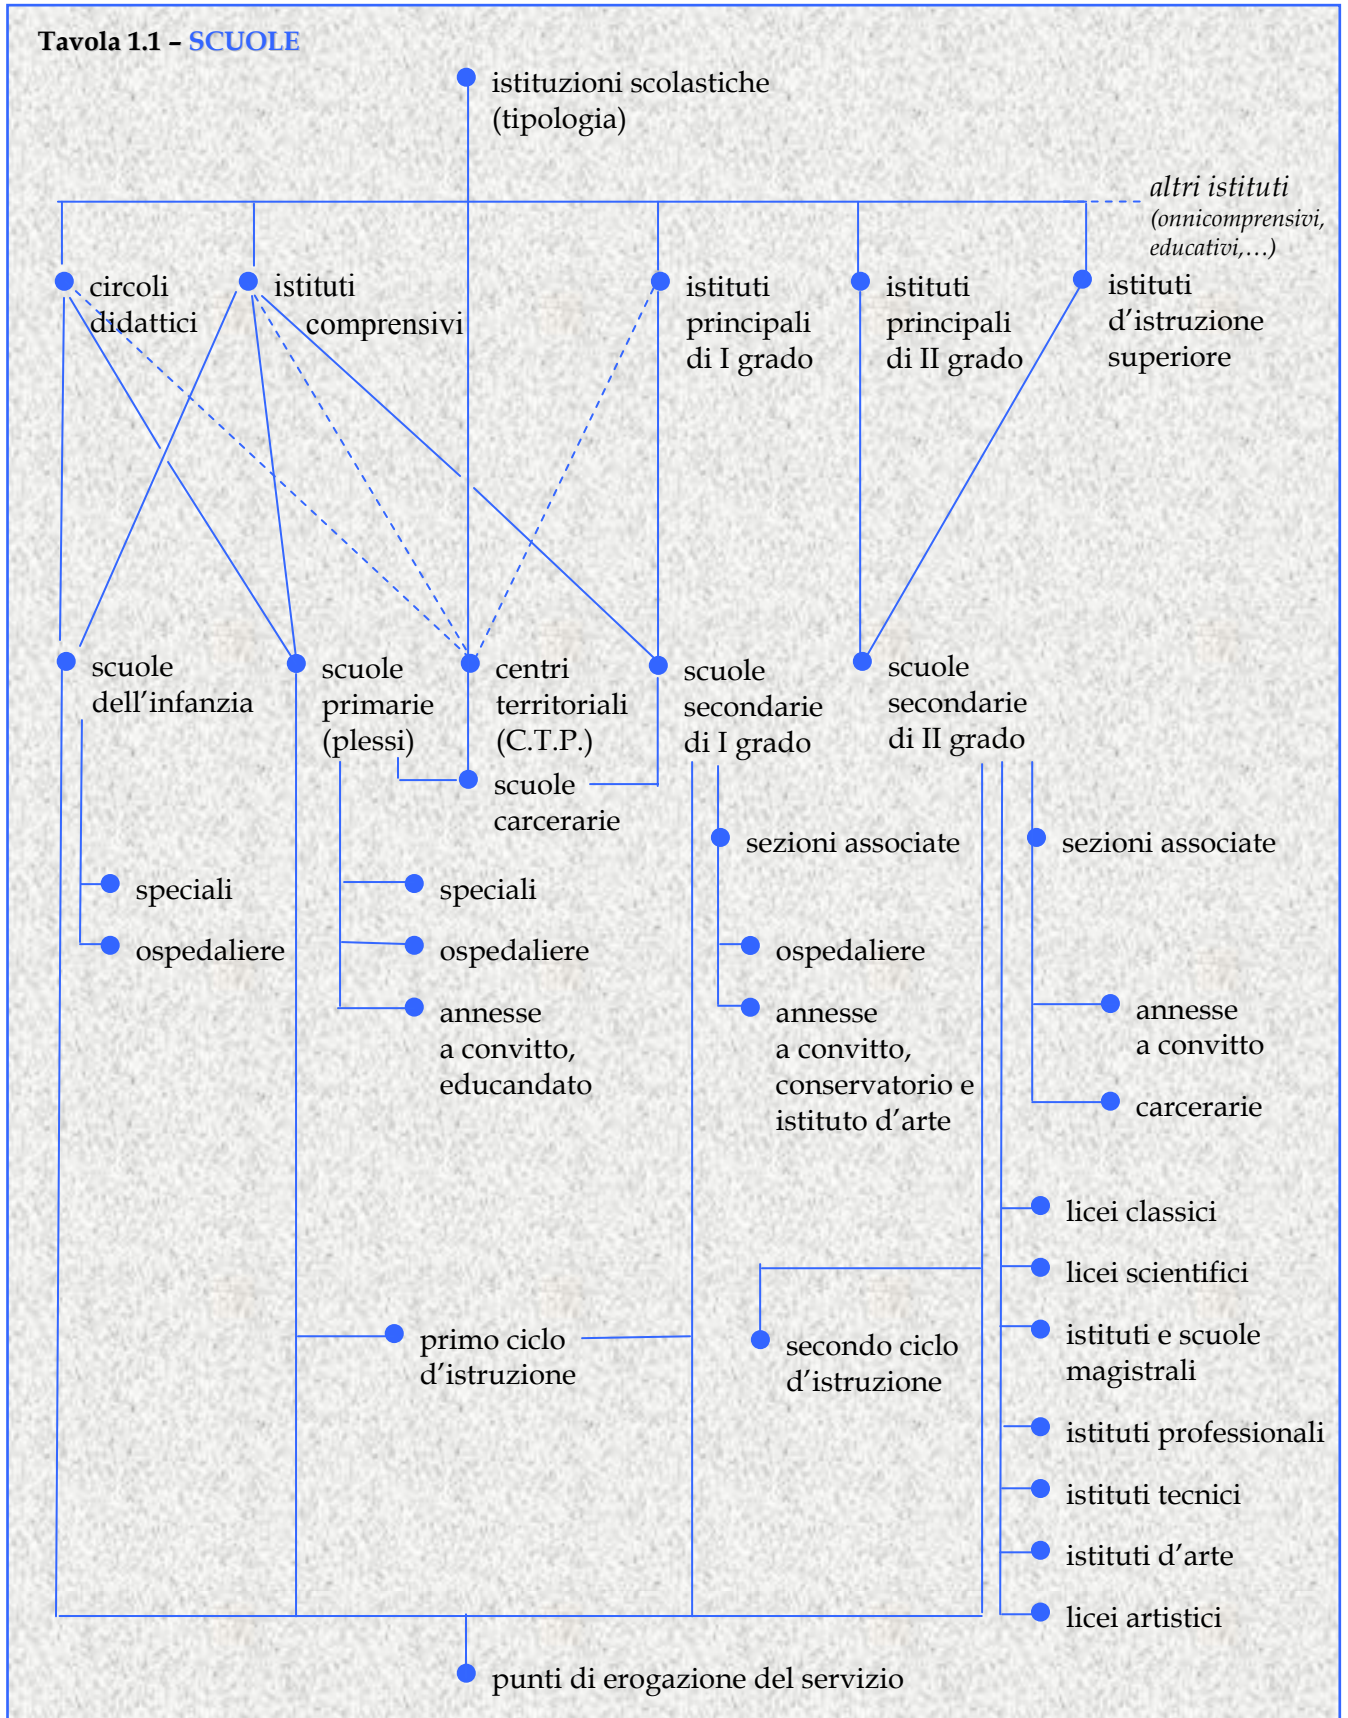 Tavola 1.1 – SCUOLE
istituzioni scolastiche
(tipologia)
altri istituti
(onnicomprensivi,
educativi,…)
circoli
didattici
istituti
comprensivi
istituti
principali
di I grado
istituti
principali
di II grado
istituti
d’istruzione
superiore
scuole
dell’infanzia
scuole
primarie
(plessi)
centri
territoriali
(C.T.P.)
scuole
secondarie
di I grado
scuole
secondarie
di II grado
scuole
carcerarie
sezioni associate
sezioni associate
speciali
ospedaliere
speciali
ospedaliere
annesse
a convitto,
educandato
ospedaliere
annesse
a convitto,
conservatorio e
istituto d’arte
annesse
a convitto
carcerarie
licei classici
licei scientifici
istituti e scuole
magistrali
istituti professionali
istituti tecnici
istituti d’arte
licei artistici
primo ciclo
d’istruzione
secondo ciclo
d’istruzione
punti di erogazione del servizio